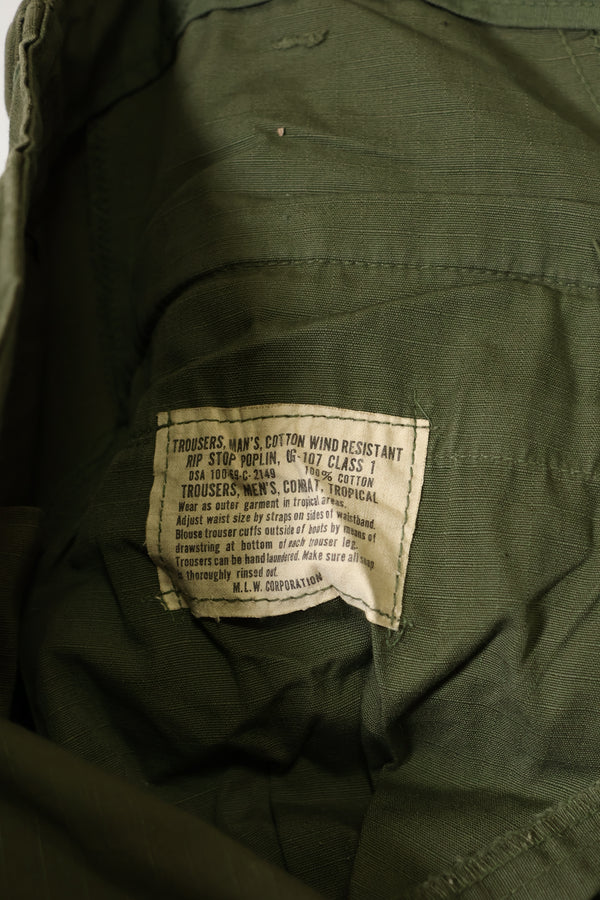 TROUSERS, MAN'S, COTTON WIND RESISTANT
RIP STOP POPLIN, OG-107 CLASS 1
DSA 100-69-C-2149 100% COTTON
TROUSERS, MEN'S, COMBAT, TROPICAL
Wear as outer garment in tropical areas.
Adjust waist size by straps on sides of waistband.
Blouse trouser cuffs outside of boots by means of
drawstring at bottom of each trouser leg.
Trousers can be hand laundered. Make sure all soap
is thoroughly rinsed out.
M.L.W. CORPORATION